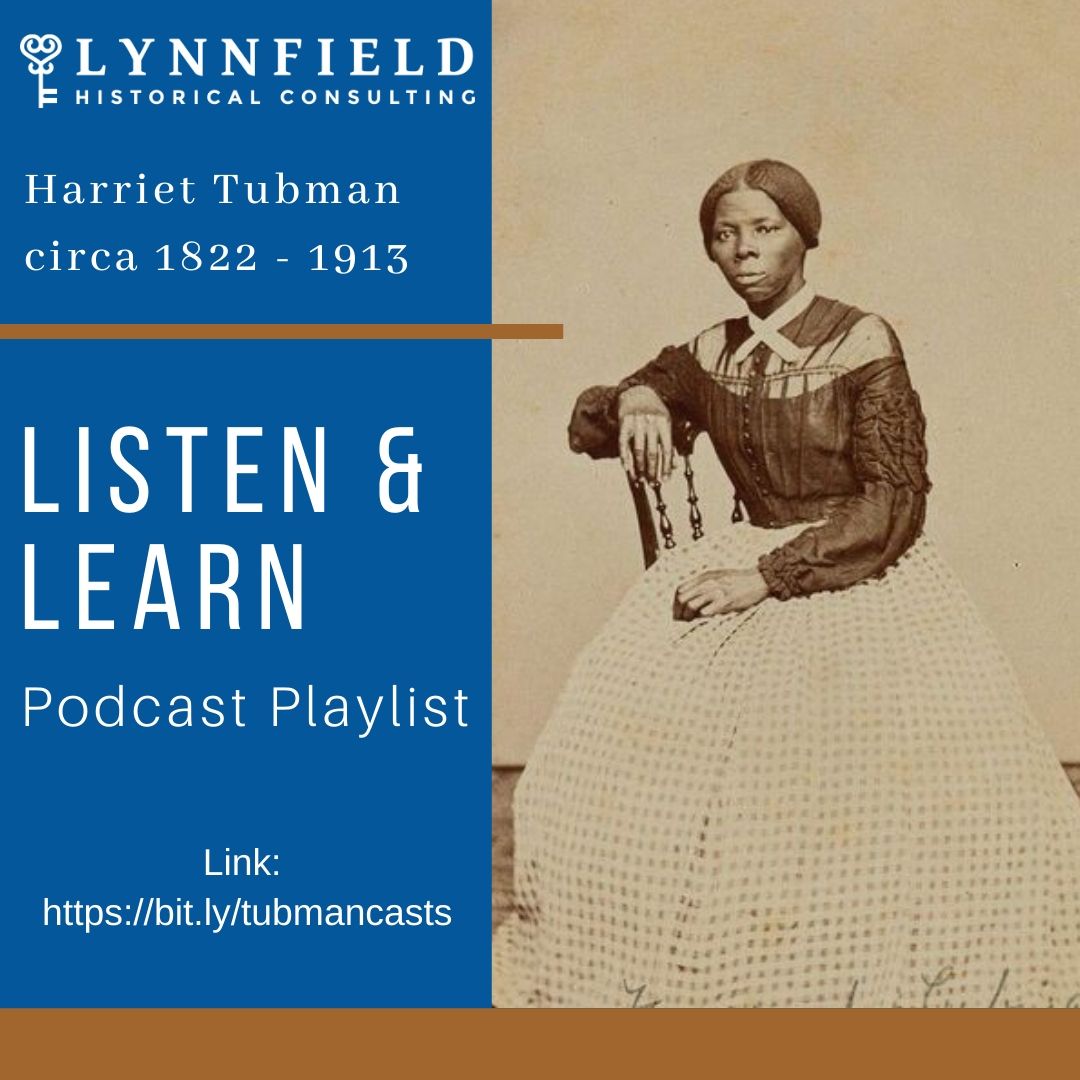 LYNNFIELD
HISTORICAL CONSULTING
Harriet Tubman
circa 1822 - 1913
LISTEN &
LEARN
Podcast Playlist
Link:
https://bit.ly/tubmancasts